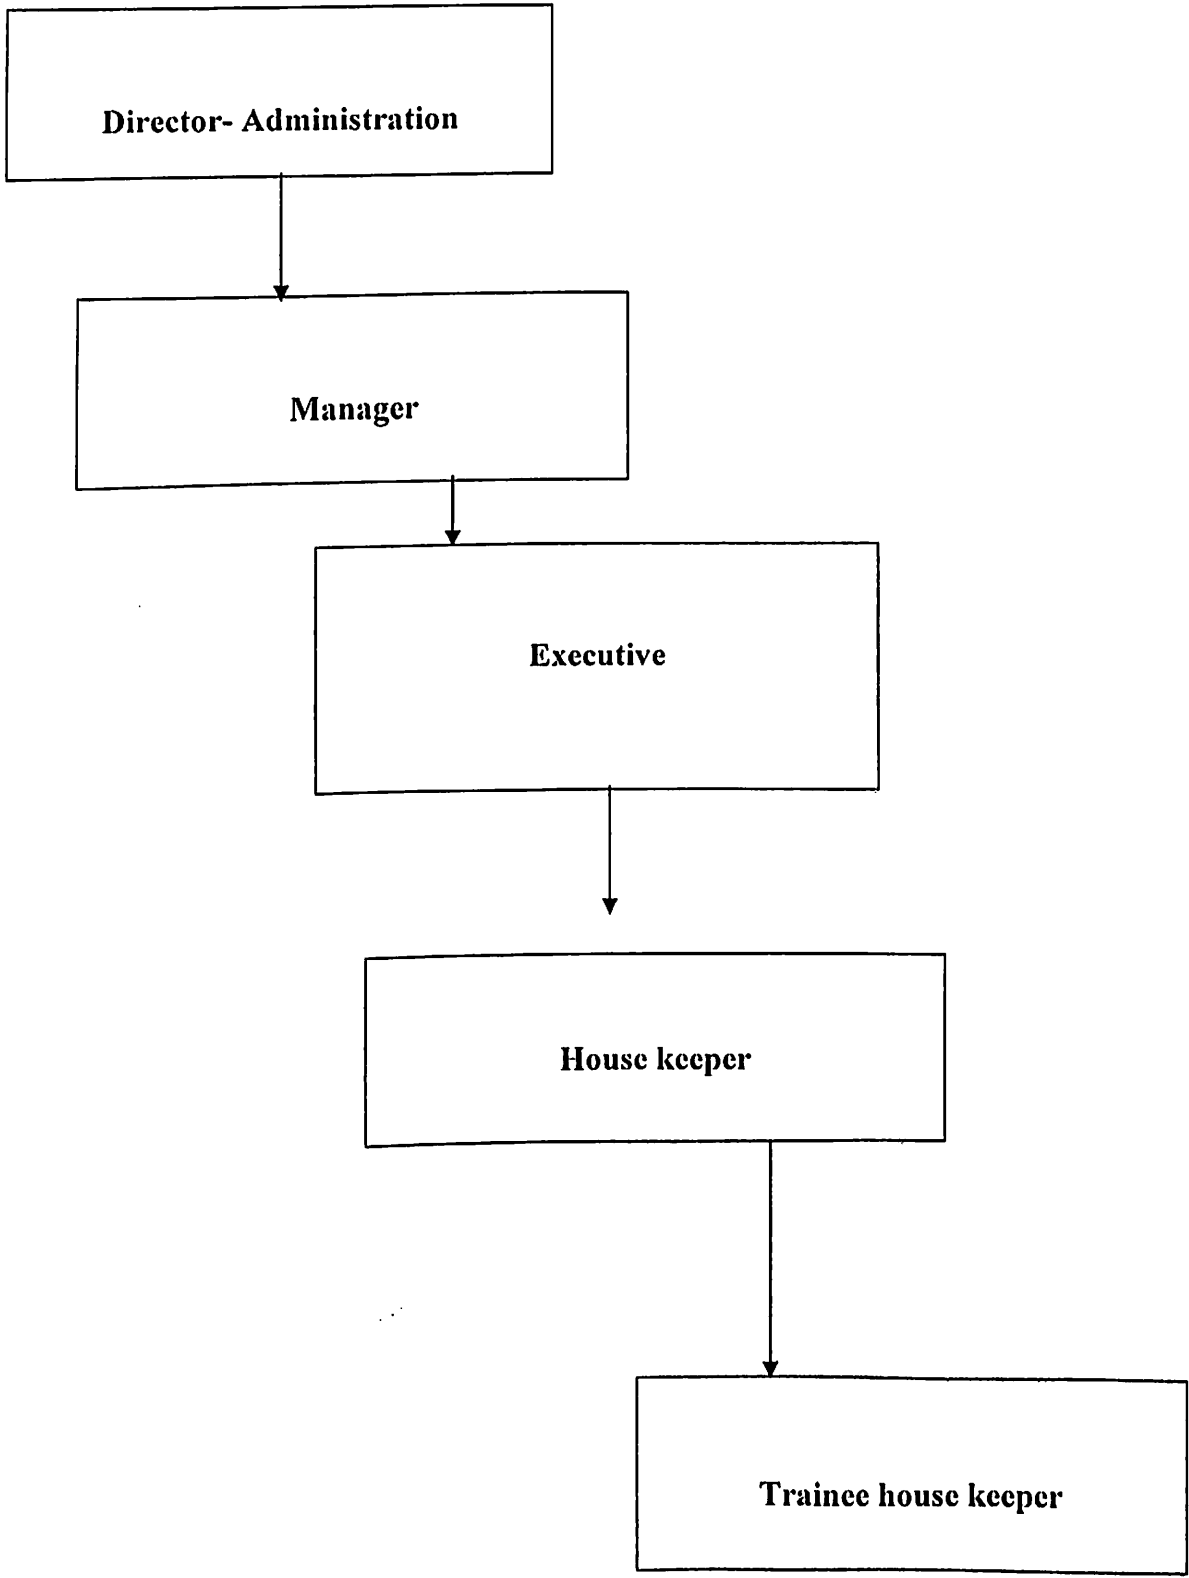 Director- Administration
Manager
Executive
House keeper
Trainee house keeper